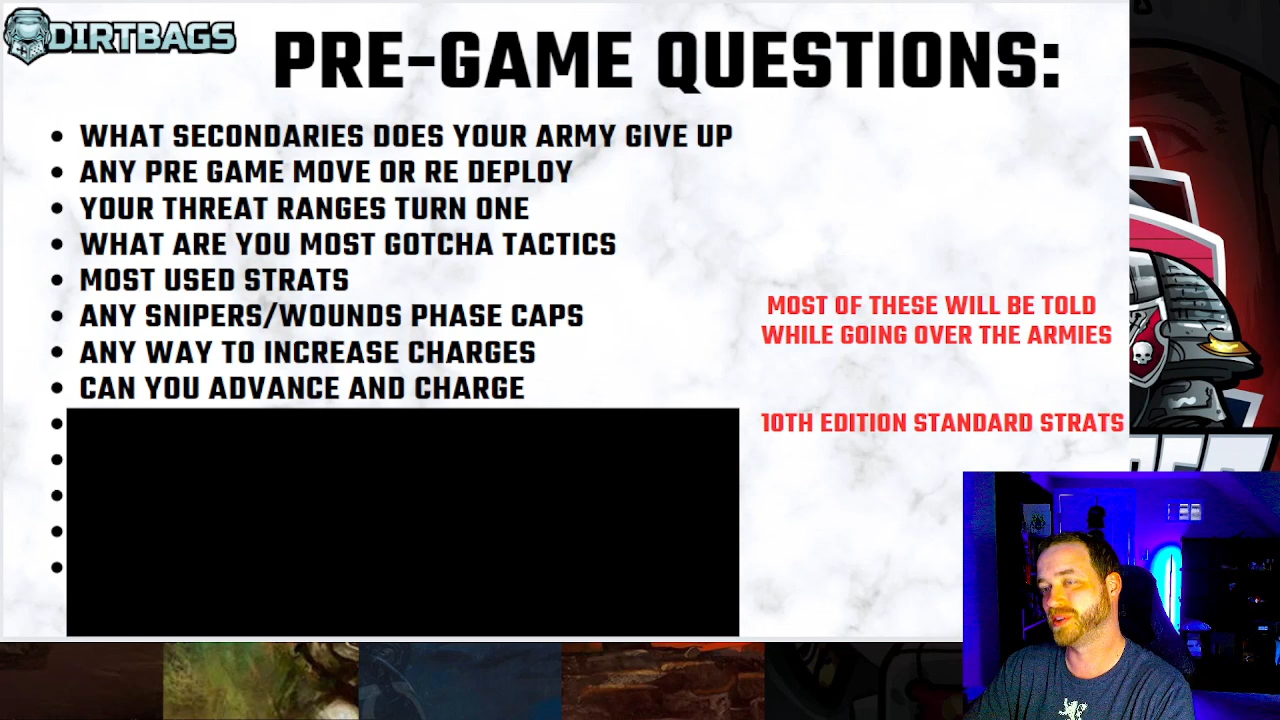 DIRTBAGS
PRE-GAME QUESTIONS:
• WHAT SECONDARIES DOES YOUR ARMY GIVE UP
• ANY PRE GAME MOVE OR RE DEPLOY
• YOUR THREAT RANGES TURN ONE
• WHAT ARE YOU MOST GOTCHA TACTICS
• MOST USED STRATS
• ANY SNIPERS/WOUNDS PHASE CAPS
• ANY WAY TO INCREASE CHARGES
• CAN YOU ADVANCE AND CHARGE
MOST OF THESE WILL BE TOLD
WHILE GOING OVER THE ARMIES
10TH EDITION STANDARD STRATS